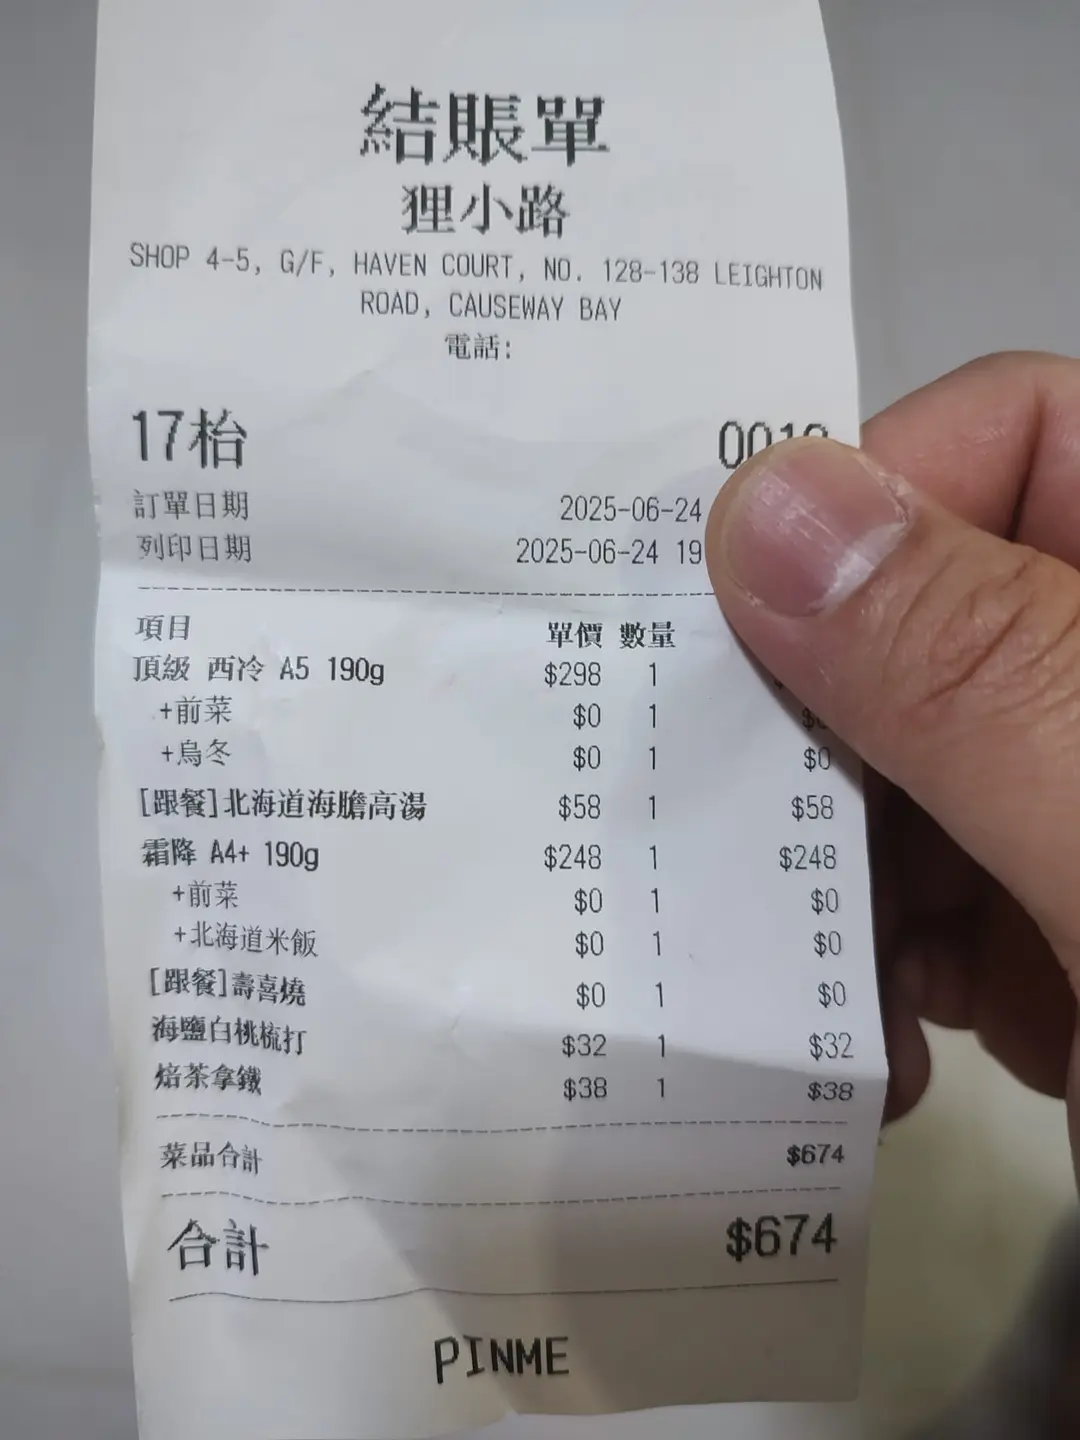 結賬單
狸小路
SHOP 4-5, G/F, HAVEN COURT, NO. 128-138 LEIGHTON
ROAD, CAUSEWAY BAY
電話:
17枱
訂單日期 2025-06-24
列印日期 2025-06-24 19
項目 單價 數量
頂級 西冷 A5 190g $298 1
+前菜 $0 1
+烏冬 $0 1 $0
[跟餐]北海道海膽高湯 $58 1 $58
霜降 A4+ 190g $248 1 $248
+前菜 $0 1 $0
+北海道米飯 $0 1 $0
[跟餐]壽喜燒 $0 1 $0
海鹽白桃梳打 $32 1 $32
焙茶拿鐵 $38 1 $38
菜品合計 $674
合計 $674
PINME